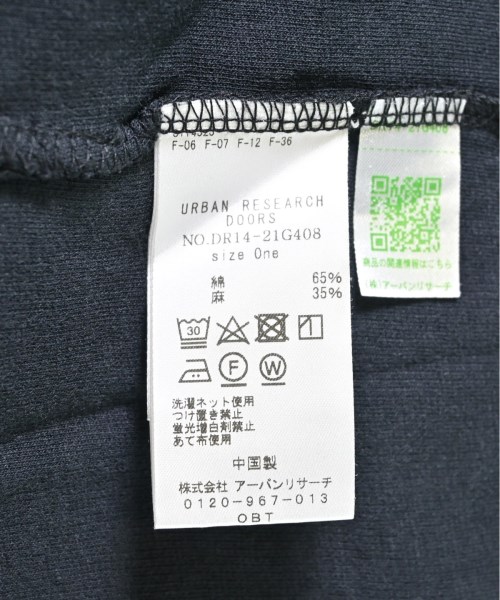 F-06 F-07 F-12 F-36
URBAN RESEARCH
DOORS
NO.DR14-21G408
size One
綿 65%
麻 35%
30
F
W
洗濯ネット使用
つけ置き禁止
蛍光増白剤禁止
あて布使用
中国製
株式会社 アーバンリサーチ
0120-967-013
OBT
商品の関連情報はこちら
(株)アーバンリサーチ